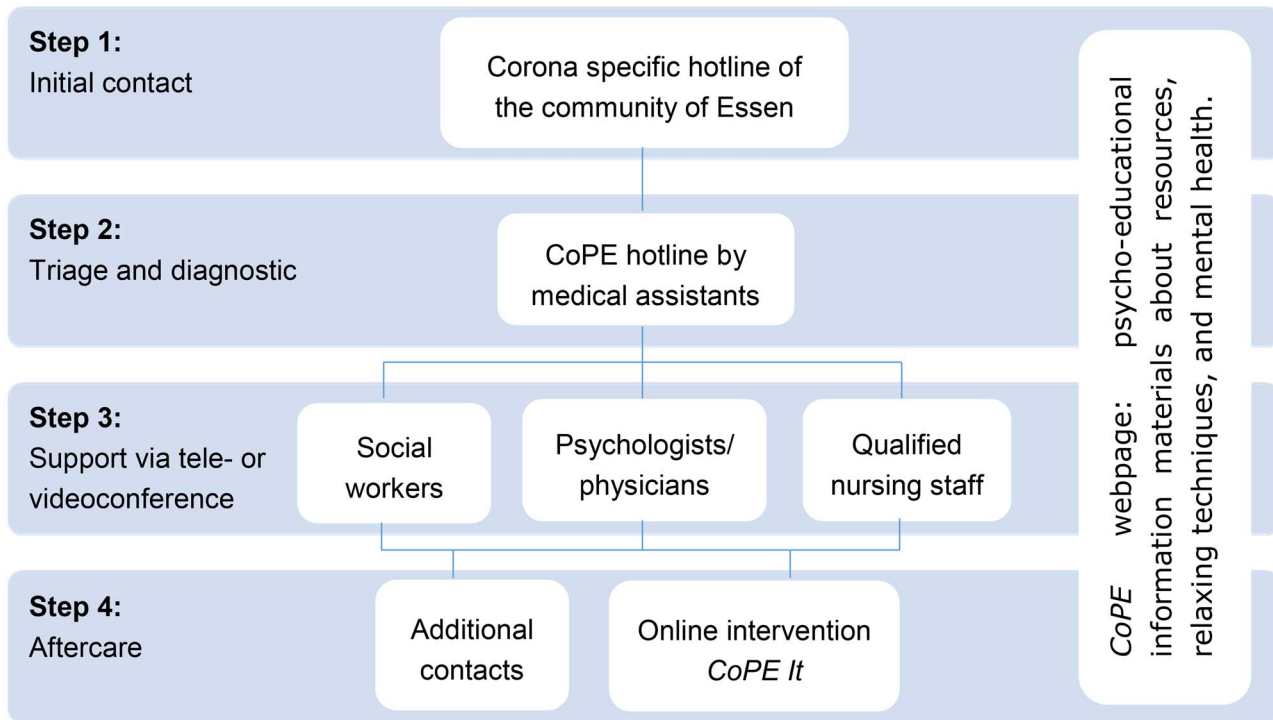 Step 1:
Initial contact
Corona specific hotline of
the community of Essen
Step 2:
Triage and diagnostic
CoPE hotline by
medical assistants
Step 3:
Support via tele- or
videoconference
Social
workers
Psychologists/
physicians
Qualified
nursing staff
Step 4:
Aftercare
Additional
contacts
Online intervention
CoPE It
CoPE webpage: psycho-educational
information materials about resources,
relaxing techniques, and mental health.